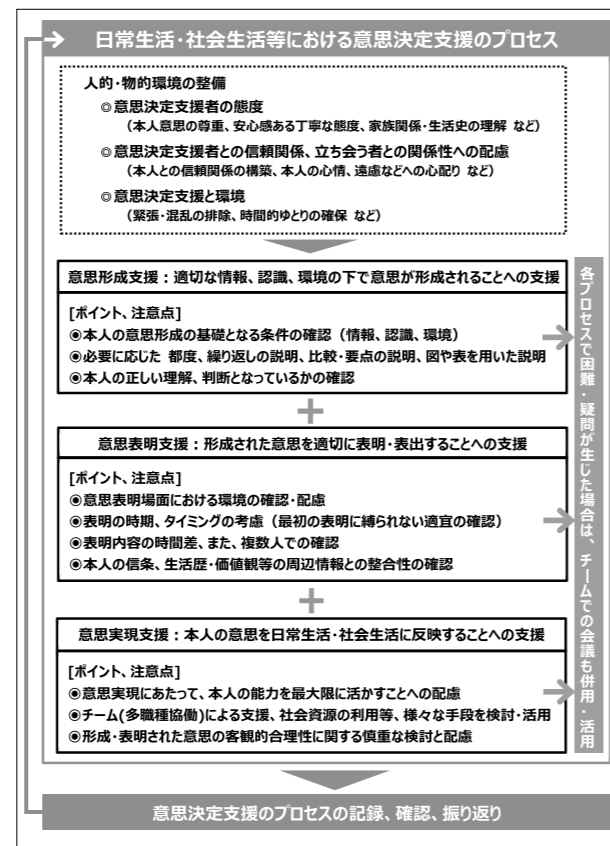 日常生活・社会生活等における意思決定支援のプロセス
人的・物的環境の整備
◎意思決定支援者の態度
（本人意思の尊重、安心感ある丁寧な態度、家族関係・生活史の理解 など）
◎意思決定支援者との信頼関係、立ち会う者との関係性への配慮
（本人との信頼関係の構築、本人の心情、遠慮などへの心配り など）
◎意思決定支援と環境
（緊張・混乱の排除、時間的ゆとりの確保 など）
意思形成支援：適切な情報、認識、環境の下で意思が形成されることへの支援
[ポイント、注意点]
◉本人の意思形成の基礎となる条件の確認（情報、認識、環境）
◉必要に応じた 都度、繰り返しの説明、比較・要点の説明、図や表を用いた説明
◉本人の正しい理解、判断となっているかの確認
＋
意思表明支援：形成された意思を適切に表明・表出することへの支援
[ポイント、注意点]
◉意思表明場面における環境の確認・配慮
◉表明の時期、タイミングの考慮（最初の表明に縛られない適宜の確認）
◉表明内容の時間差、また、複数人での確認
◉本人の信条、生活歴・価値観等の周辺情報との整合性の確認
＋
意思実現支援：本人の意思を日常生活・社会生活に反映することへの支援
[ポイント、注意点]
◉意思実現にあたって、本人の能力を最大限に活かすことへの配慮
◉チーム(多職種協働)による支援、社会資源の利用等、様々な手段を検討・活用
◉形成・表明された意思の客観的合理性に関する慎重な検討と配慮
各プロセスで困難・疑問が生じた場合は、チームでの会議も併用・活用
意思決定支援のプロセスの記録、確認、振り返り